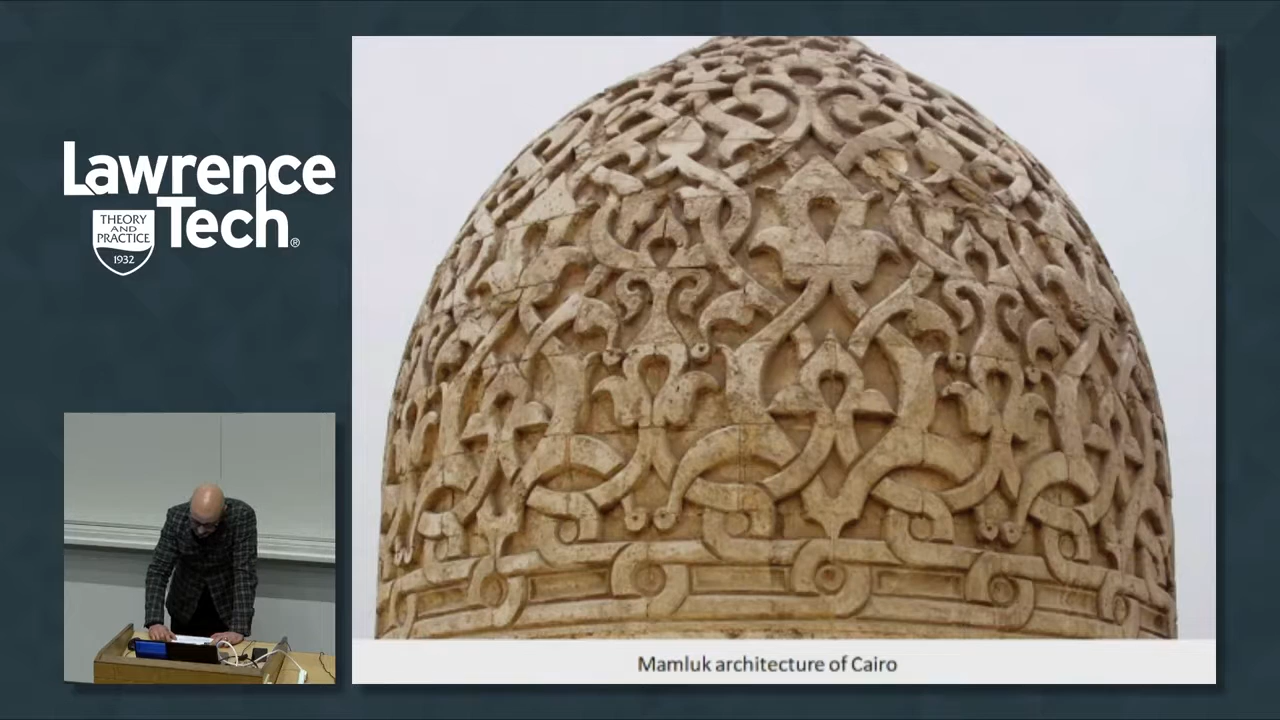 Lawrence
Tech®
THEORY
AND
PRACTICE
1932
Mamluk architecture of Cairo